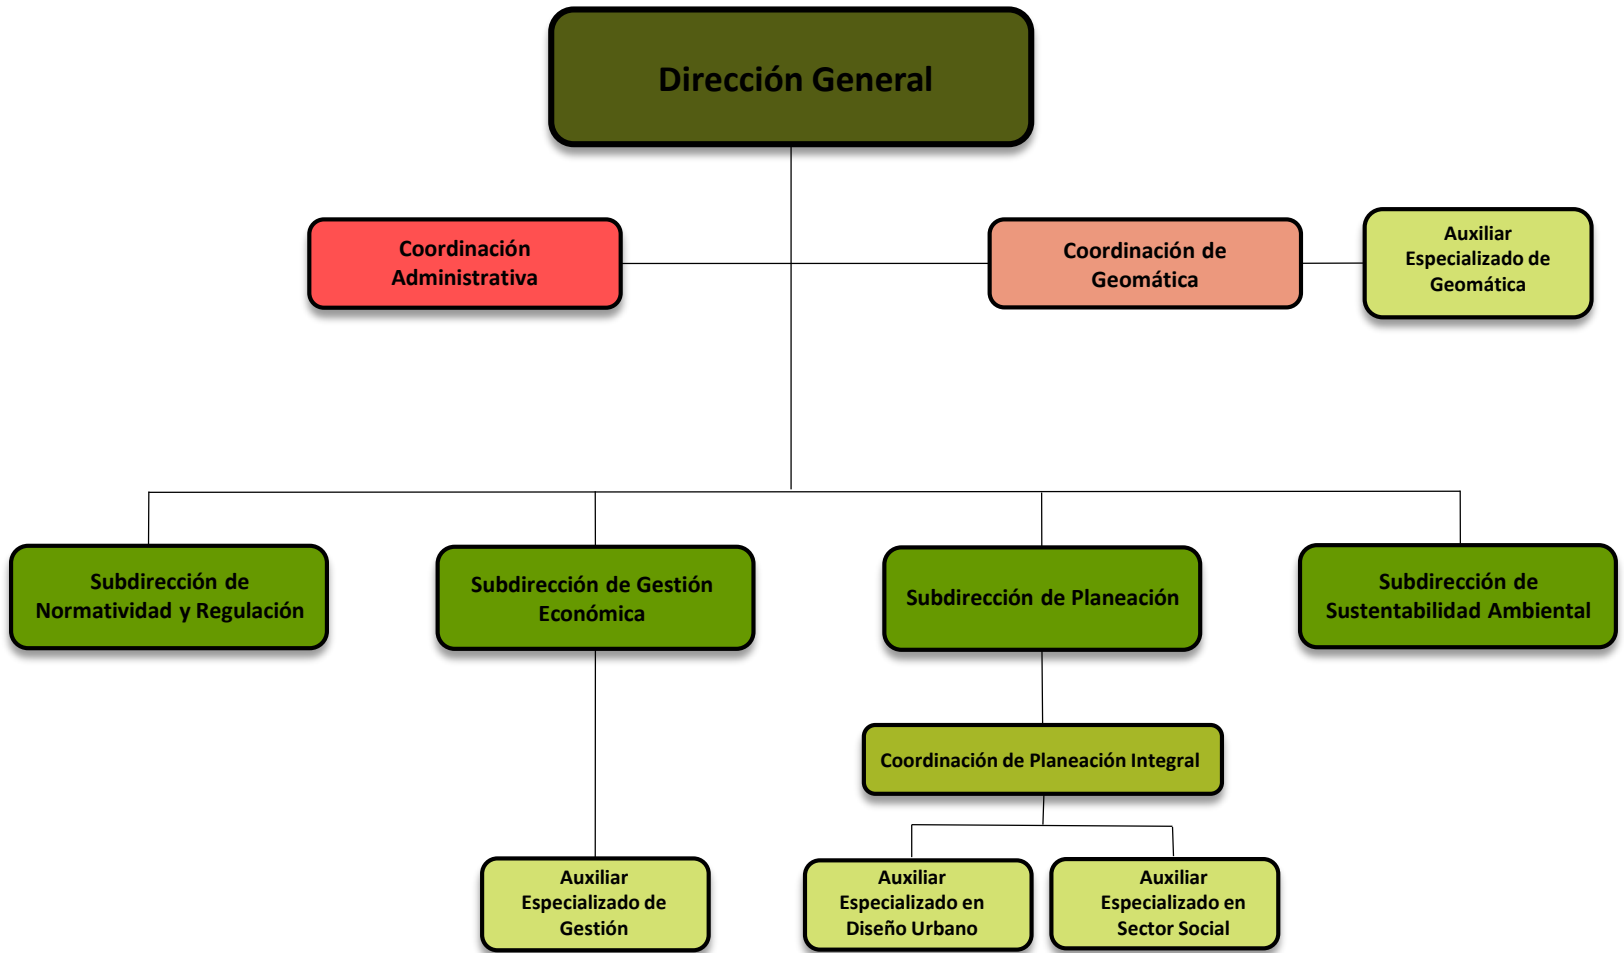 Dirección General
Coordinación
Administrativa
Coordinación de
Geomática
Auxiliar
Especializado de
Geomática
Subdirección de
Normatividad y Regulación
Subdirección de Gestión
Económica
Subdirección de Planeación
Subdirección de
Sustentabilidad Ambiental
Coordinación de Planeación Integral
Auxiliar
Especializado de
Gestión
Auxiliar
Especializado en
Diseño Urbano
Auxiliar
Especializado en
Sector Social